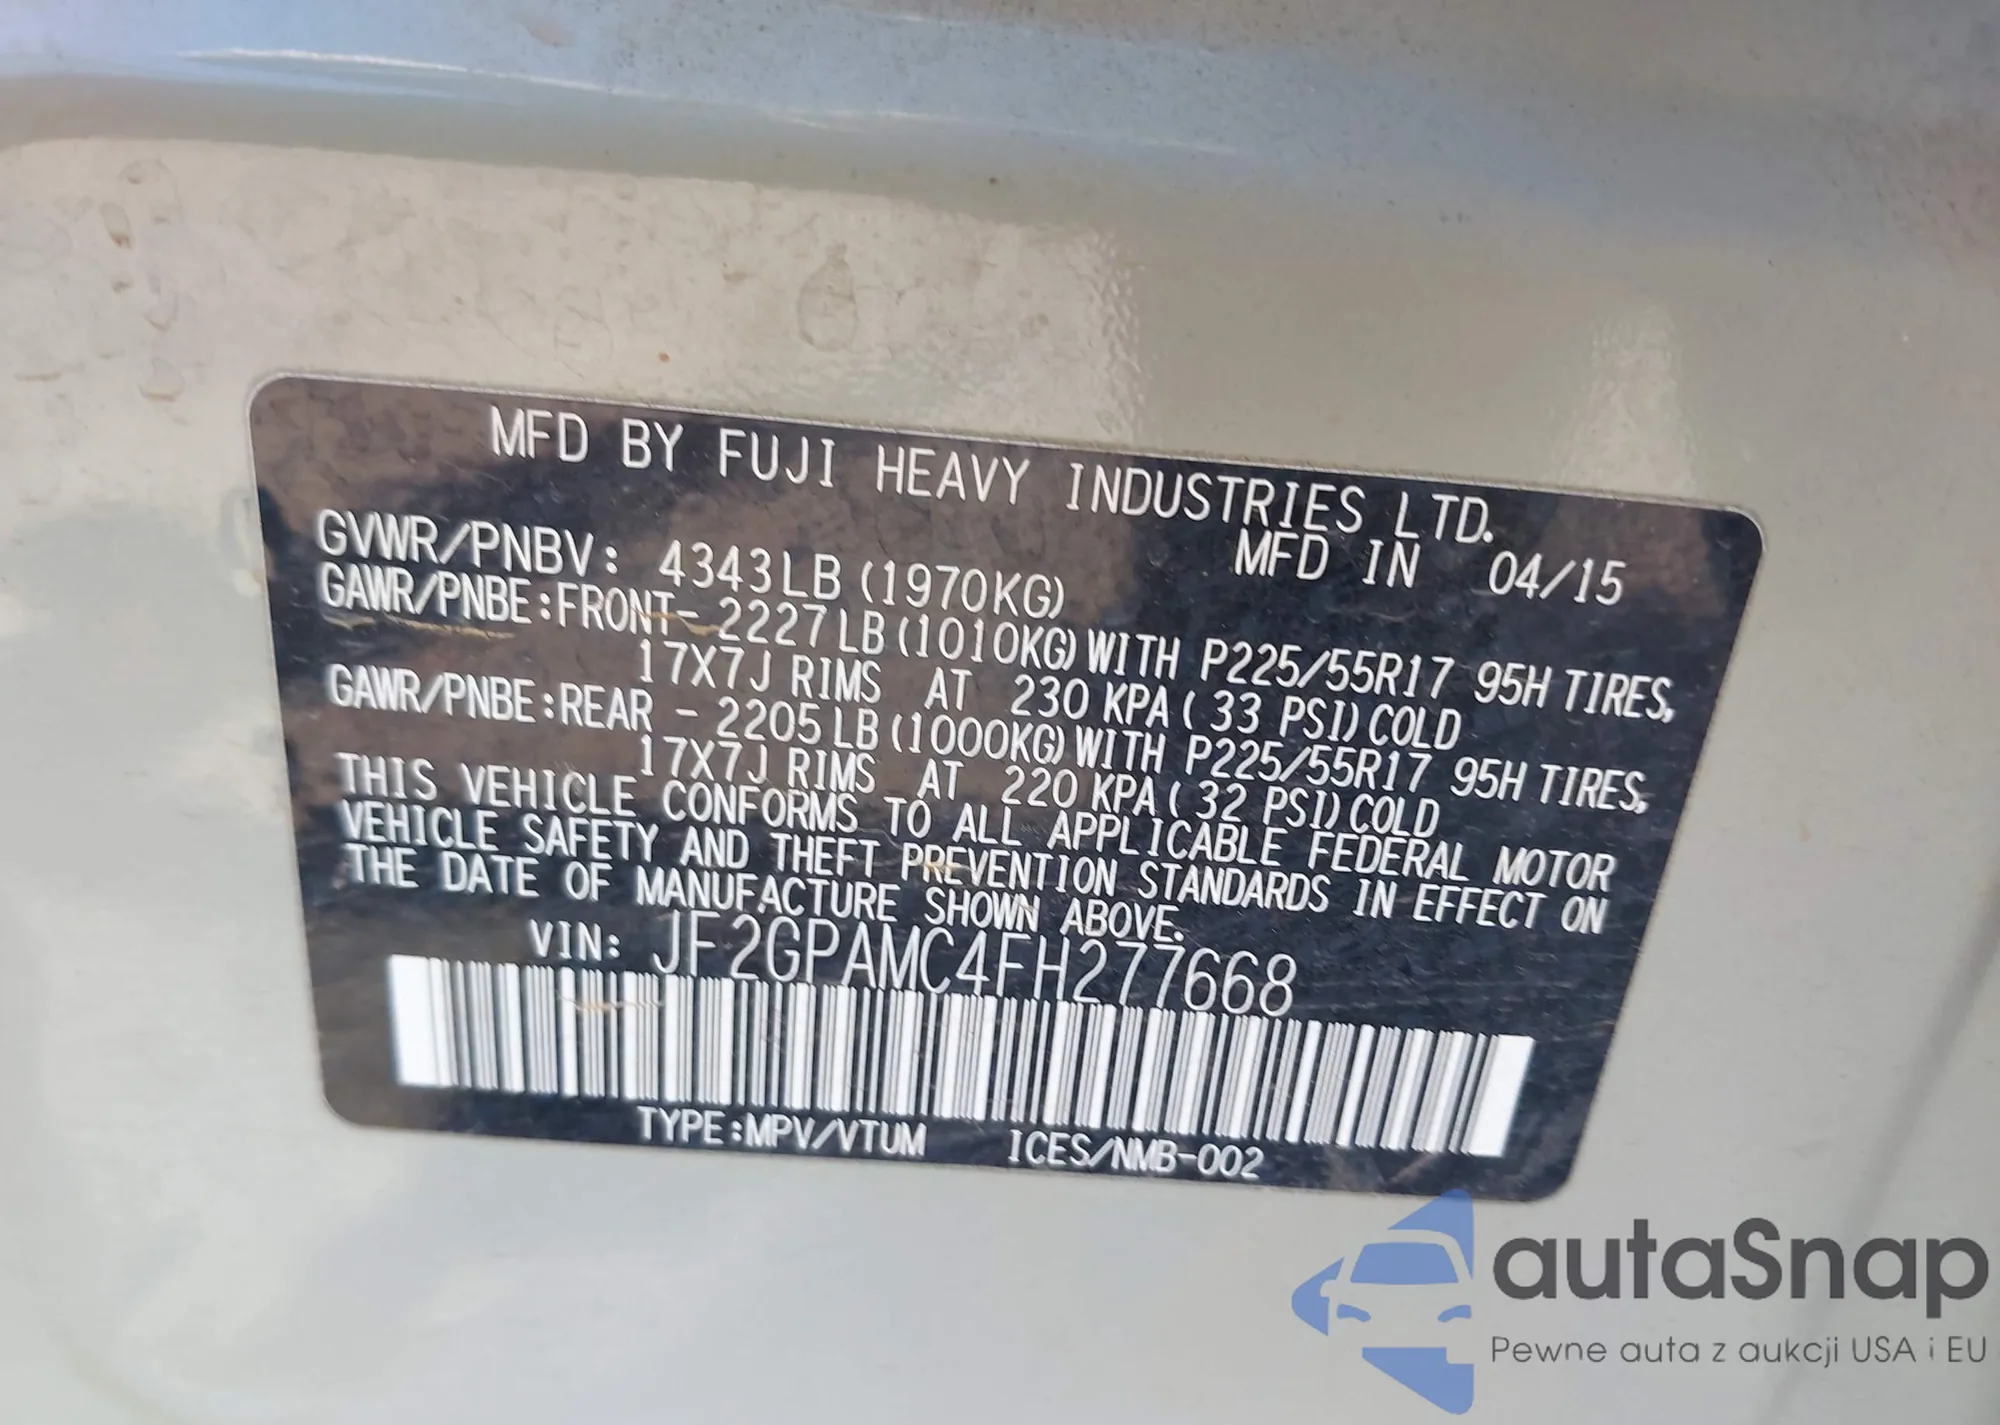 MFD BY FUJI HEAVY INDUSTRIES LTD.
MFD IN 04/15
GVWR/PNBV: 4343LB (1970KG)
GAWR/PNBE:FRONT- 2227LB(1010KG)WITH P225/55R17 95H TIRES,
17X7J RIMS AT 230 KPA( 33 PSI)COLD
GAWR/PNBE:REAR - 2205LB(1000KG)WITH P225/55R17 95H TIRES,
17X7J RIMS AT 220 KPA( 32 PSI)COLD
THIS VEHICLE CONFORMS TO ALL APPLICABLE FEDERAL MOTOR
VEHICLE SAFETY AND THEFT PREVENTION STANDARDS IN EFFECT ON
THE DATE OF MANUFACTURE SHOWN ABOVE.
VIN: JF2GPAMC4FH277668
TYPE:MPV/VTUM ICES/NMB-002
autaSnap
Pewne auta z aukcji USA i EU